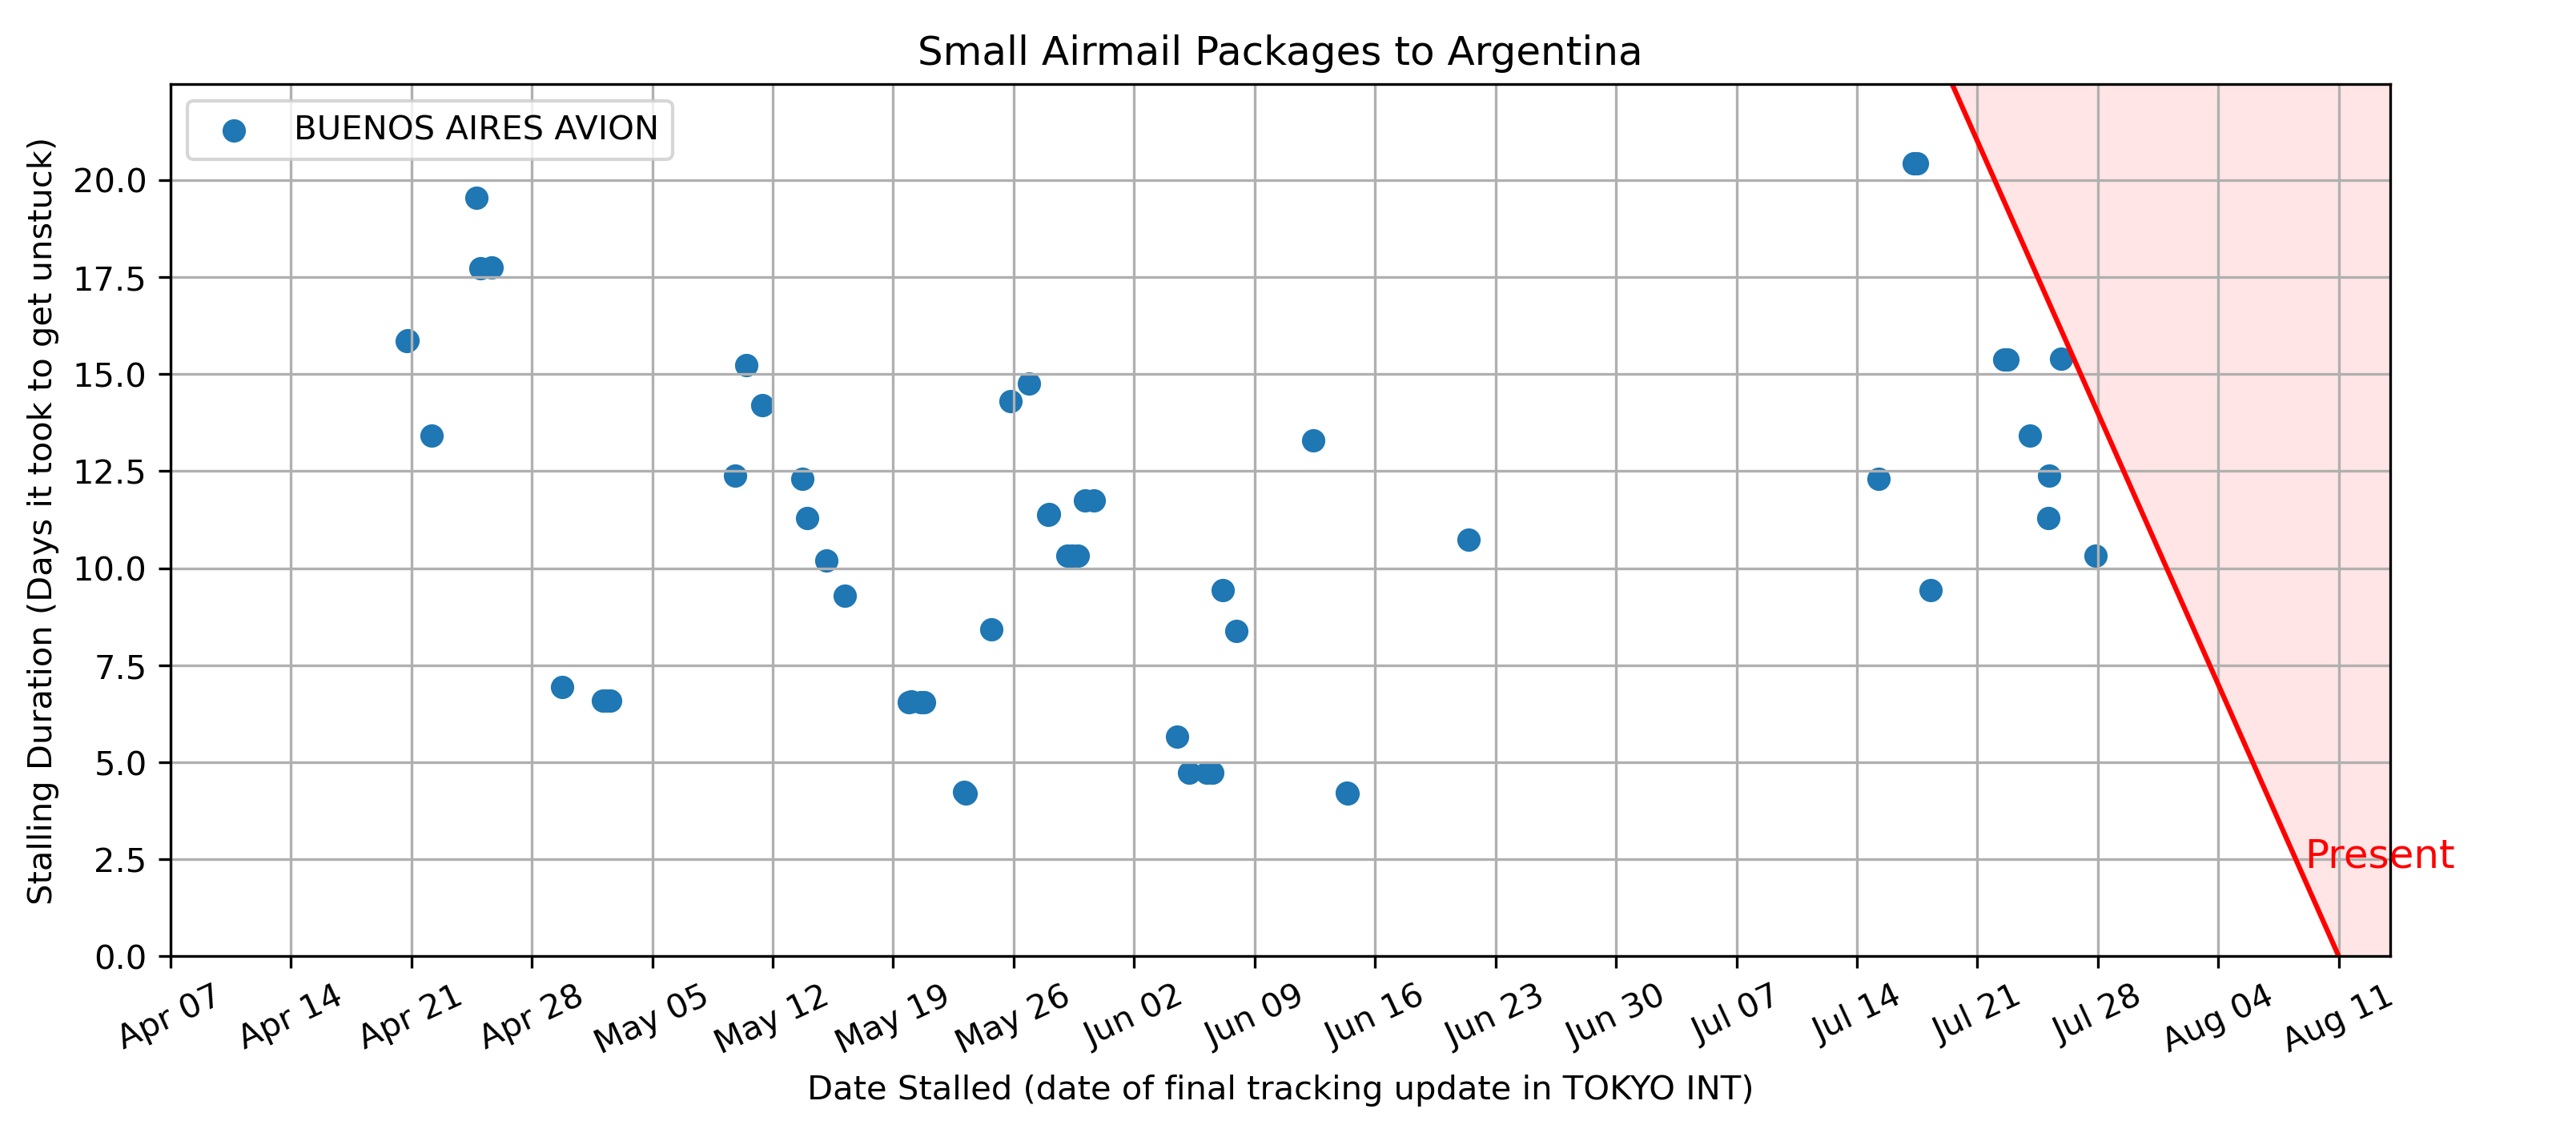 Small Airmail Packages to Argentina
BUENOS AIRES AVION
Stalling Duration (Days it took to get unstuck)
20.0
17.5
15.0
12.5
10.0
7.5
5.0
2.5
0.0
Present
Apr 07
Apr 14
Apr 21
Apr 28
May 05
May 12
May 19
May 26
Jun 02
Jun 09
Jun 16
Jun 23
Jun 30
Jul 07
Jul 14
Jul 21
Jul 28
Aug 04
Aug 11
Date Stalled (date of final tracking update in TOKYO INT)